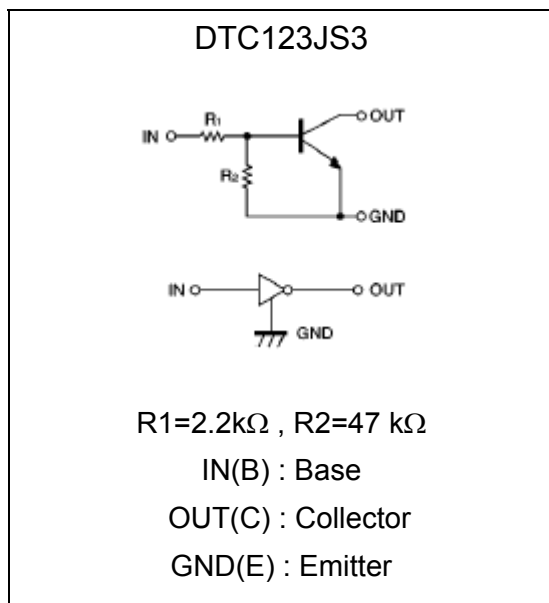 DTC123JS3
OUT
R1
IN
R2
GND
IN OUT
GND
R1=2.2kΩ , R2=47 kΩ
IN(B) : Base
OUT(C) : Collector
GND(E) : Emitter